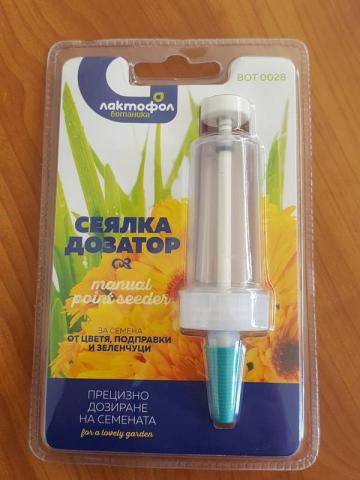 BOT 0028
лактофол
ботаника
СЕЯЛКА
ДОЗАТОР
manual
point seeder
ЗА СЕМЕНА
ОТ ЦВЕТЯ, ПОДПРАВКИ
И ЗЕЛЕНЧУЦИ
ПРЕЦИЗНО
ДОЗИРАНЕ
НА СЕМЕНАТА
for a lovely garden